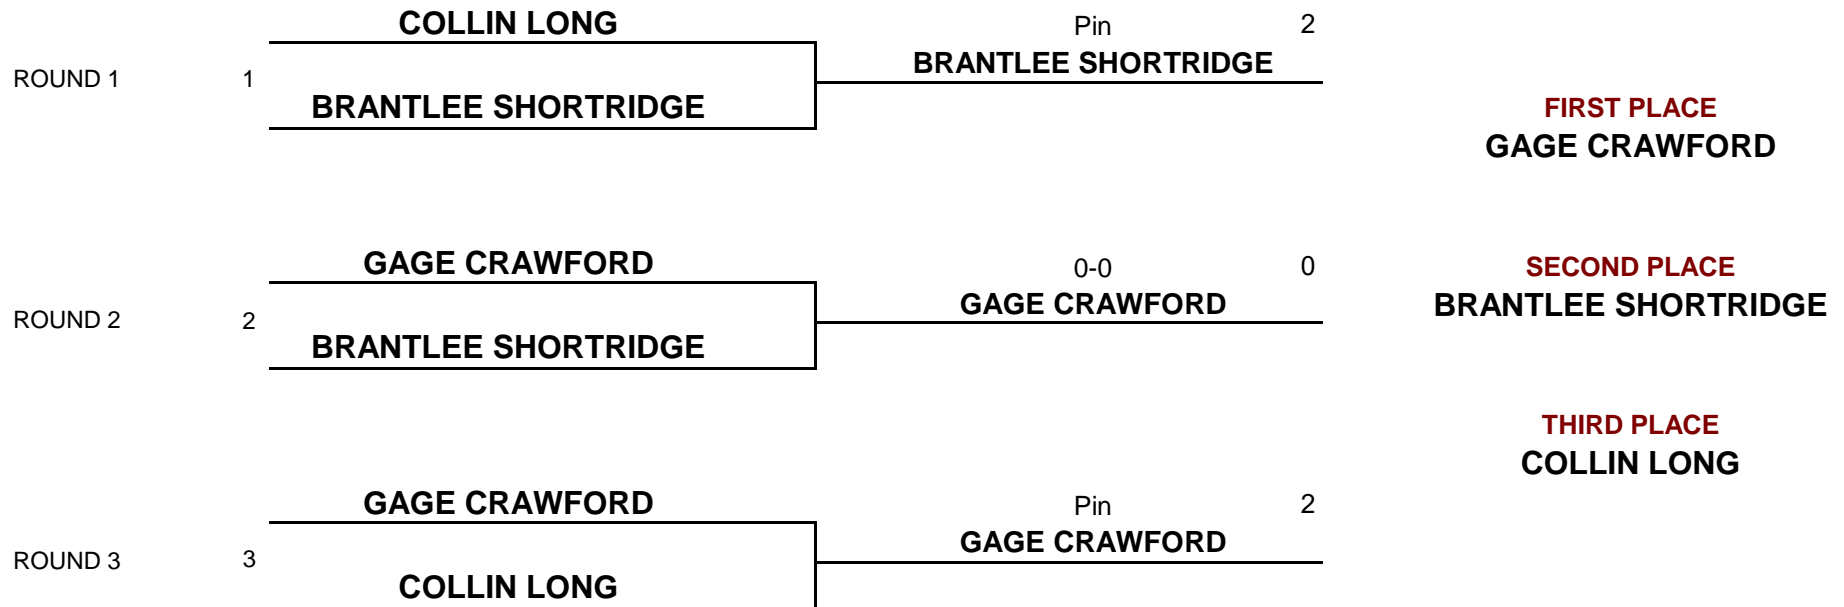 COLLIN LONG
Pin 2
BRANTLEE SHORTRIDGE
ROUND 1 1
BRANTLEE SHORTRIDGE
FIRST PLACE
GAGE CRAWFORD
GAGE CRAWFORD
0-0 0
GAGE CRAWFORD
SECOND PLACE
BRANTLEE SHORTRIDGE
ROUND 2 2
BRANTLEE SHORTRIDGE
THIRD PLACE
COLLIN LONG
GAGE CRAWFORD
Pin 2
GAGE CRAWFORD
ROUND 3 3
COLLIN LONG